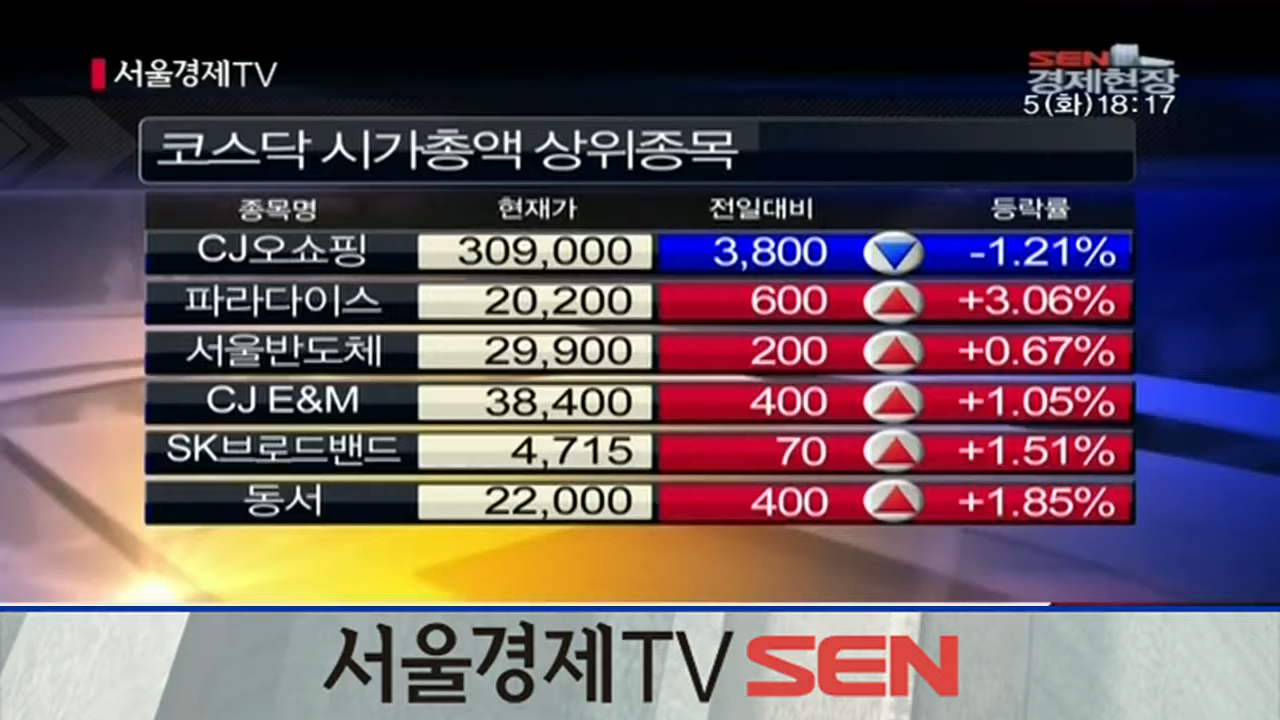 서울경제TV
SEN
경제현장
5(화)18:17
코스닥 시가총액 상위종목
종목명 현재가 전일대비 등락률
CJ오쇼핑 309,000 3,800 ▼ -1.21%
파라다이스 20,200 600 ▲ +3.06%
서울반도체 29,900 200 ▲ +0.67%
CJ E&M 38,400 400 ▲ +1.05%
SK브로드밴드 4,715 70 ▲ +1.51%
동서 22,000 400 ▲ +1.85%
서울경제TV SEN